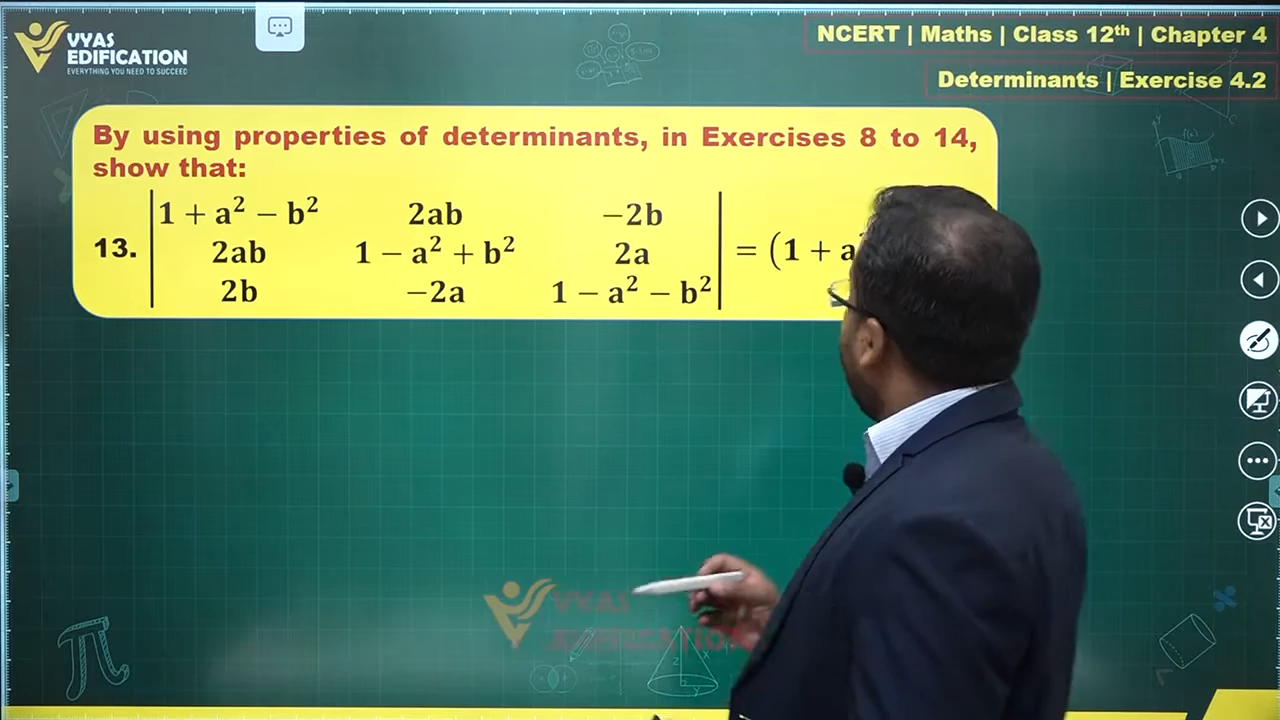 VYAS
EDIFICATION
EVERYTHING YOU NEED TO SUCCEED
NCERT | Maths | Class 12th | Chapter 4
Determinants | Exercise 4.2
By using properties of determinants, in Exercises 8 to 14,
show that:
13. | 1 + a² − b² 2ab −2b |
| 2ab 1 − a² + b² 2a | = (1 + a
| 2b −2a 1 − a² − b² |
VYAS
EDIFICATION